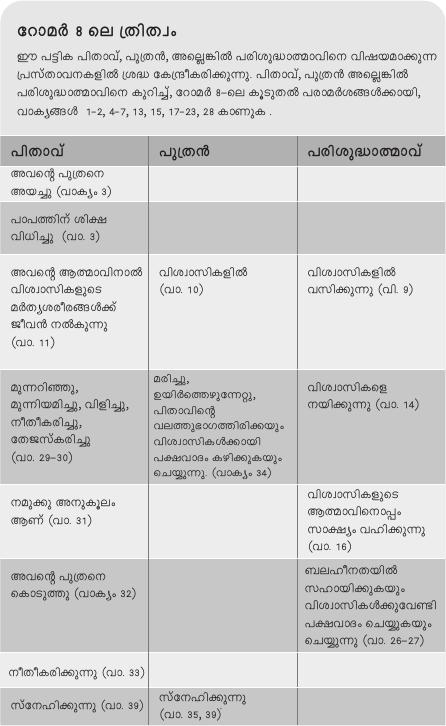 റോമർ 8 ലെ ത്രിത്വം
ഈ പട്ടിക പിതാവ്, പുത്രൻ, അല്ലെങ്കിൽ പരിശുദ്ധാത്മാവിനെ വിഷയമാക്കുന്ന
പ്രസ്താവനകളിൽ ശ്രദ്ധ കേന്ദ്രീകരിക്കുന്നു. പിതാവ്, പുത്രൻ അല്ലെങ്കിൽ
പരിശുദ്ധാത്മാവിനെ കുറിച്ച്, റോമർ 8-ലെ കൂടുതൽ പരാമർശങ്ങൾക്കായി,
വാക്യങ്ങൾ 1-2, 4-7, 13, 15, 17-23, 28 കാണുക .
പിതാവ് പുത്രൻ പരിശുദ്ധാത്മാവ്
അവന്റെ പുത്രനെ
അയച്ചു (വാക്യം 3)
പാപത്തിന് ശിക്ഷ
വിധിച്ചു (വാ. 3)
അവന്റെ ആത്മാവിനാൽ
വിശ്വാസികളുടെ
മർത്യശരീരങ്ങൾക്ക്
ജീവൻ നൽകുന്നു
(വാ. 11)
വിശ്വാസികളിൽ
(വാ. 10)
വിശ്വാസികളിൽ
വസിക്കുന്നു (വി. 9)
മുന്നറിഞ്ഞു,
മുന്നിയമിച്ചു, വിളിച്ചു,
നീതീകരിച്ചു,
തേജസ്കരിച്ചു
(വാ. 29-30)
മരിച്ചു,
ഉയിർത്തെഴുന്നേറ്റു,
പിതാവിന്റെ
വലത്തുഭാഗത്തിരിക്കയും
വിശ്വാസികൾക്കായി
പക്ഷവാദം കഴിക്കുകയും
ചെയ്യുന്നു. (വാക്യം 34)
വിശ്വാസികളെ
നയിക്കുന്നു (വാ. 14)
നമുക്കു അനുകൂലം
ആണ് (വാ. 31)
വിശ്വാസികളുടെ
ആത്മാവിനൊപ്പം
സാക്ഷ്യം വഹിക്കുന്നു
(വാ. 16)
അവന്റെ പുത്രനെ
കൊടുത്തു (വാക്യം 32)
ബലഹീനതയിൽ
സഹായിക്കുകയും
വിശ്വാസികൾക്കുവേണ്ടി
പക്ഷവാദം ചെയ്യുകയും
ചെയ്യുന്നു (വാ. 26-27)
നീതീകരിക്കുന്നു (വാ. 33)
സ്നേഹിക്കുന്നു (വാ. 39)
സ്നേഹിക്കുന്നു
(വാ. 35, 39)